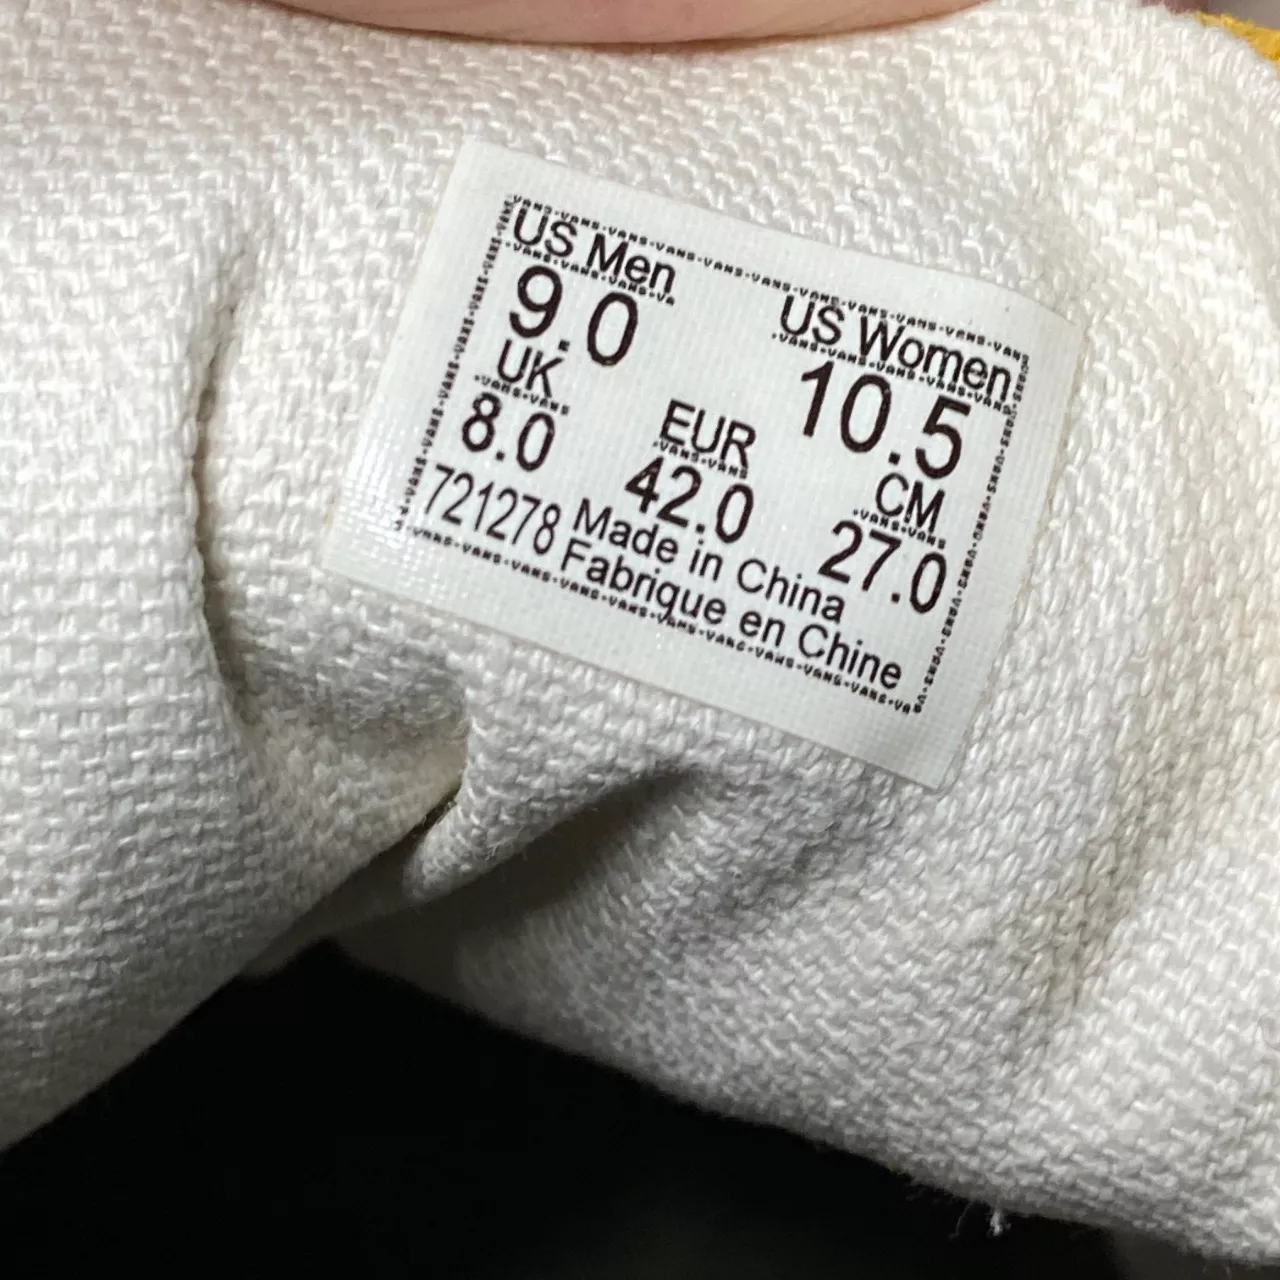 US Men US Women
9.0 10.5
UK EUR CM
8.0 42.0 27.0
721278 Made in China
Fabrique en Chine